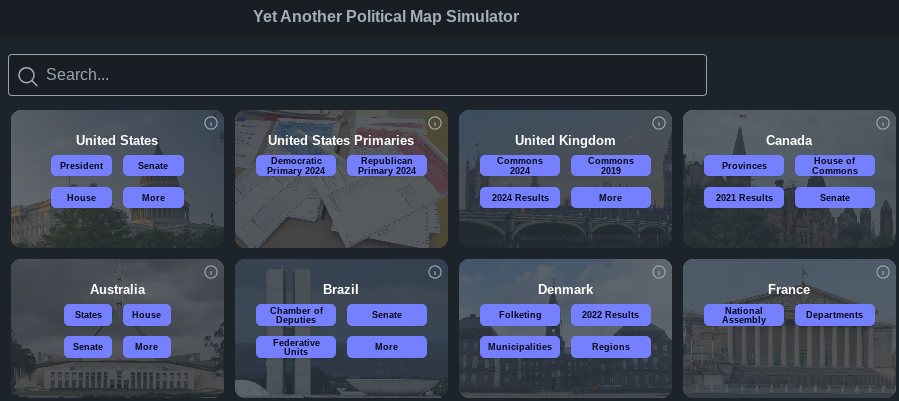 Yet Another Political Map Simulator
Search...
United States
President
Senate
House
More
United States Primaries
Democratic
Primary 2024
Republican
Primary 2024
United Kingdom
Commons
2024
Commons
2019
2024 Results
More
Canada
Provinces
House of
Commons
2021 Results
Senate
Australia
States
House
Senate
More
Brazil
Chamber of
Deputies
Senate
Federative
Units
More
Denmark
Folketing
2022 Results
Municipalities
Regions
France
National
Assembly
Departments